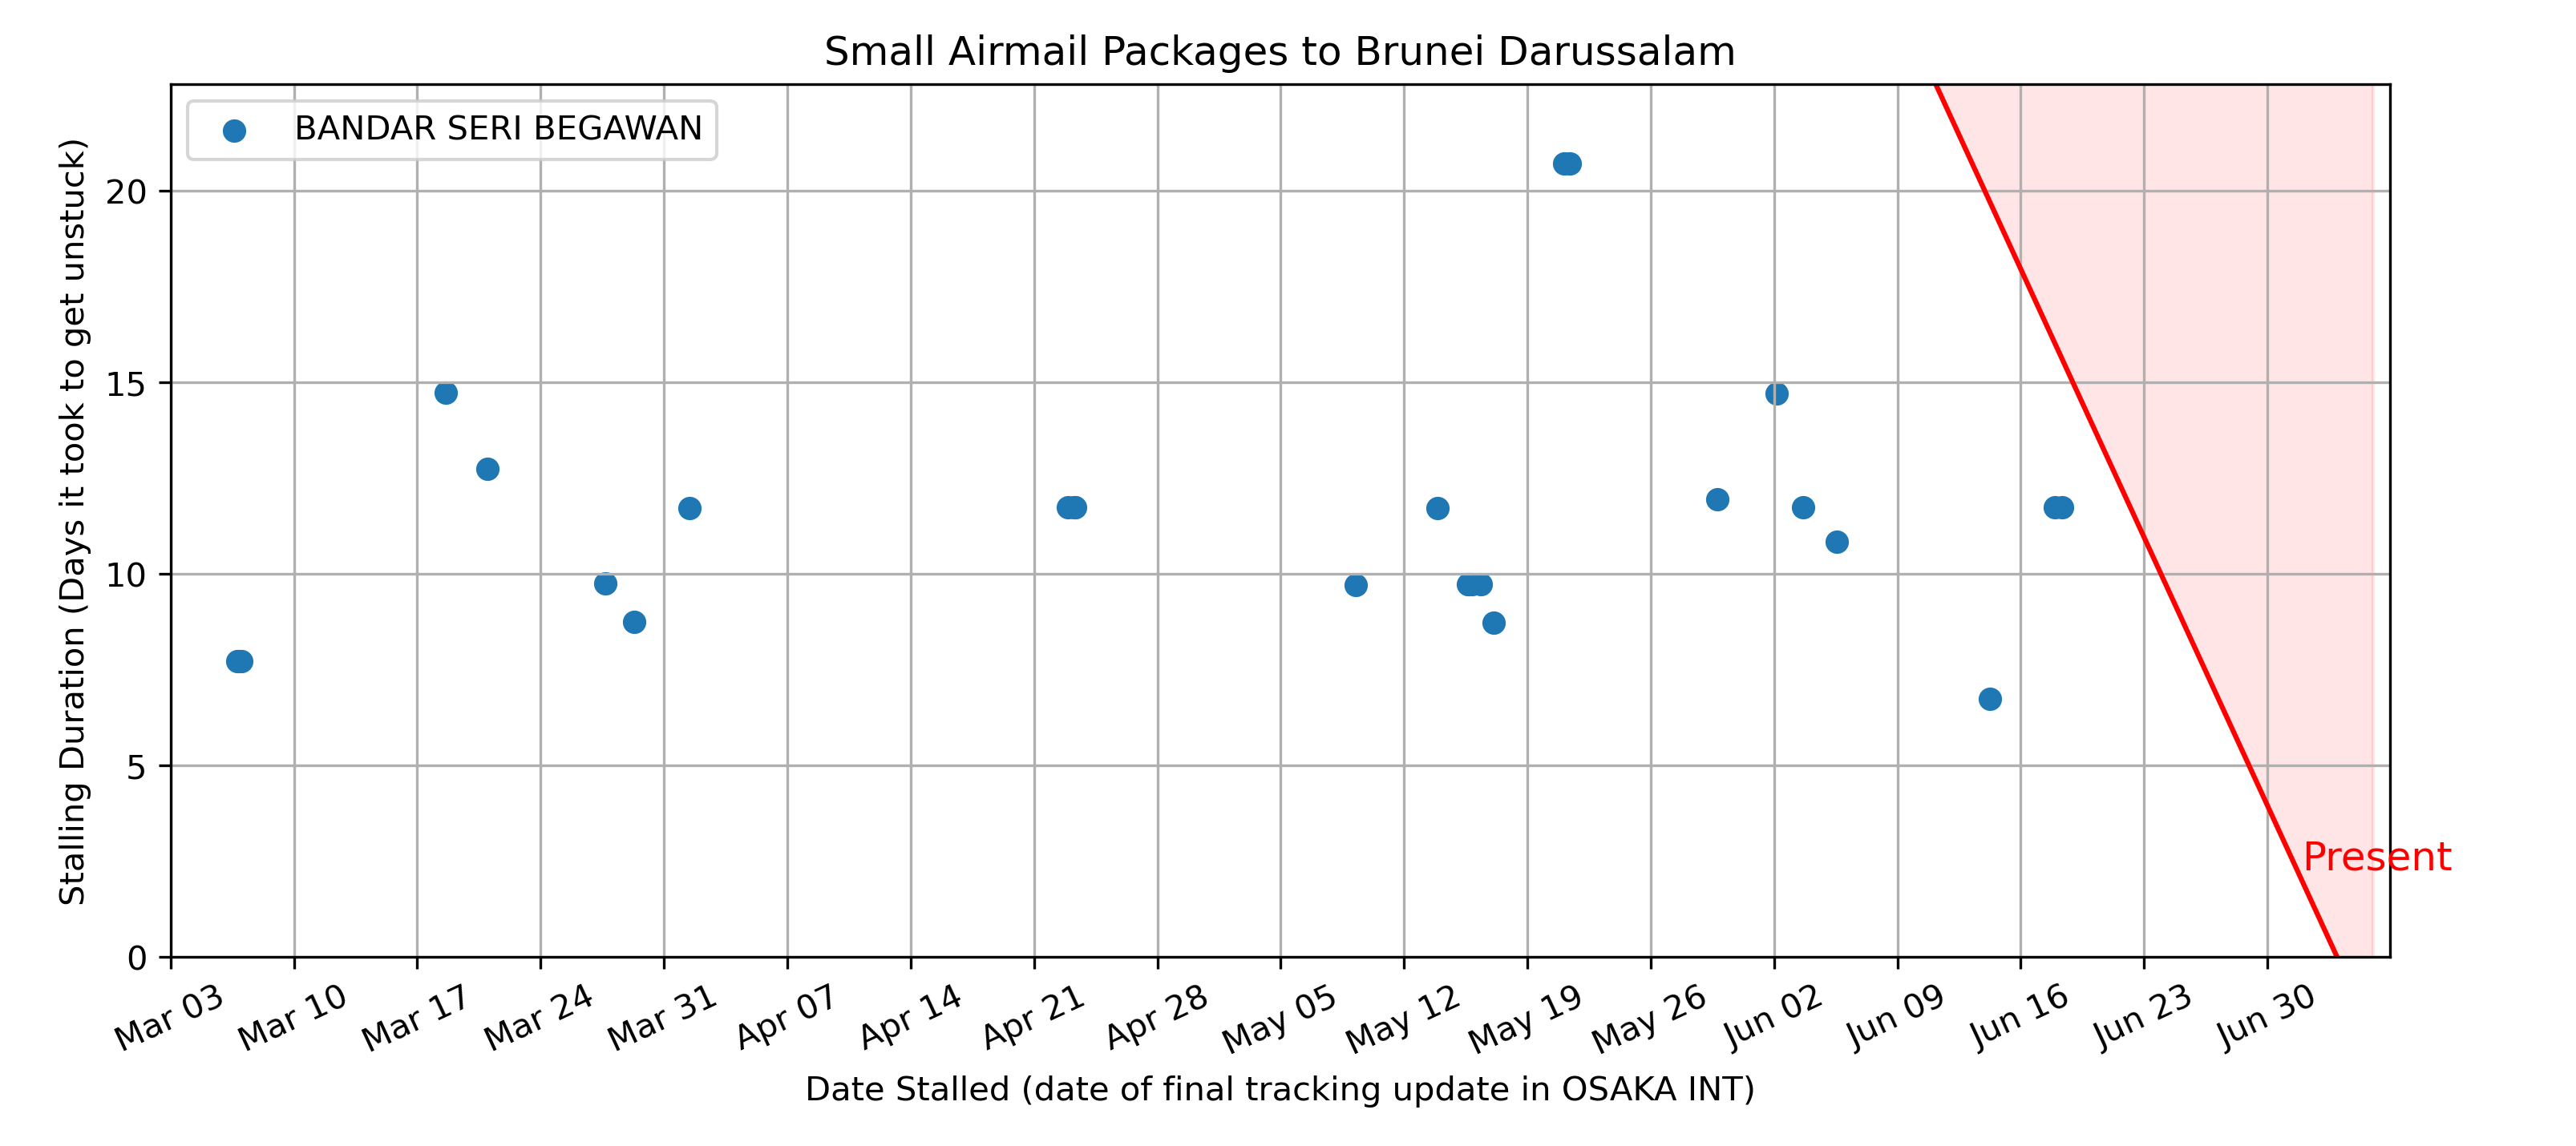 Small Airmail Packages to Brunei Darussalam
BANDAR SERI BEGAWAN
Stalling Duration (Days it took to get unstuck)
20
15
10
5
0
Present
Mar 03
Mar 10
Mar 17
Mar 24
Mar 31
Apr 07
Apr 14
Apr 21
Apr 28
May 05
May 12
May 19
May 26
Jun 02
Jun 09
Jun 16
Jun 23
Jun 30
Date Stalled (date of final tracking update in OSAKA INT)